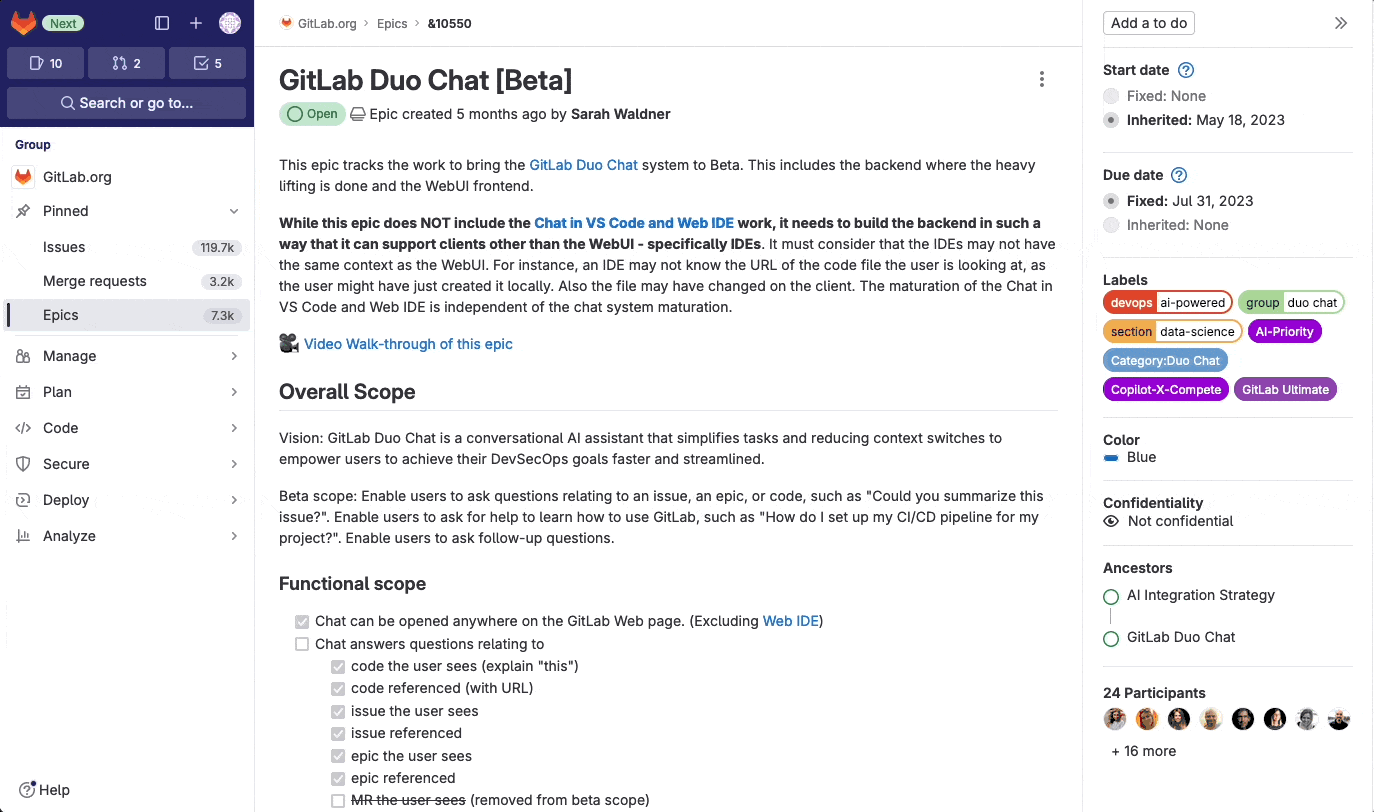 Next
10
2
5
Search or go to...
Group
GitLab.org
Pinned
Issues 119.7k
Merge requests 3.2k
Epics 7.3k
Manage
Plan
Code
Secure
Deploy
Analyze
Help
GitLab.org › Epics › &10550
GitLab Duo Chat [Beta]
Open Epic created 5 months ago by Sarah Waldner
This epic tracks the work to bring the GitLab Duo Chat system to Beta. This includes the backend where the heavy
lifting is done and the WebUI frontend.
While this epic does NOT include the Chat in VS Code and Web IDE work, it needs to build the backend in such a
way that it can support clients other than the WebUI - specifically IDEs. It must consider that the IDEs may not have
the same context as the WebUI. For instance, an IDE may not know the URL of the code file the user is looking at, as
the user might have just created it locally. Also the file may have changed on the client. The maturation of the Chat in
VS Code and Web IDE is independent of the chat system maturation.
Video Walk-through of this epic
Overall Scope
Vision: GitLab Duo Chat is a conversational AI assistant that simplifies tasks and reducing context switches to
empower users to achieve their DevSecOps goals faster and streamlined.
Beta scope: Enable users to ask questions relating to an issue, an epic, or code, such as "Could you summarize this
issue?". Enable users to ask for help to learn how to use GitLab, such as "How do I set up my CI/CD pipeline for my
project?". Enable users to ask follow-up questions.
Functional scope
Chat can be opened anywhere on the GitLab Web page. (Excluding Web IDE)
Chat answers questions relating to
code the user sees (explain "this")
code referenced (with URL)
issue the user sees
issue referenced
epic the user sees
epic referenced
MR the user sees (removed from beta scope)
Add a to do
Start date
Fixed: None
Inherited: May 18, 2023
Due date
Fixed: Jul 31, 2023
Inherited: None
Labels
devops ai-powered group duo chat
section data-science AI-Priority
Category:Duo Chat
Copilot-X-Compete GitLab Ultimate
Color
Blue
Confidentiality
Not confidential
Ancestors
AI Integration Strategy
GitLab Duo Chat
24 Participants
+ 16 more